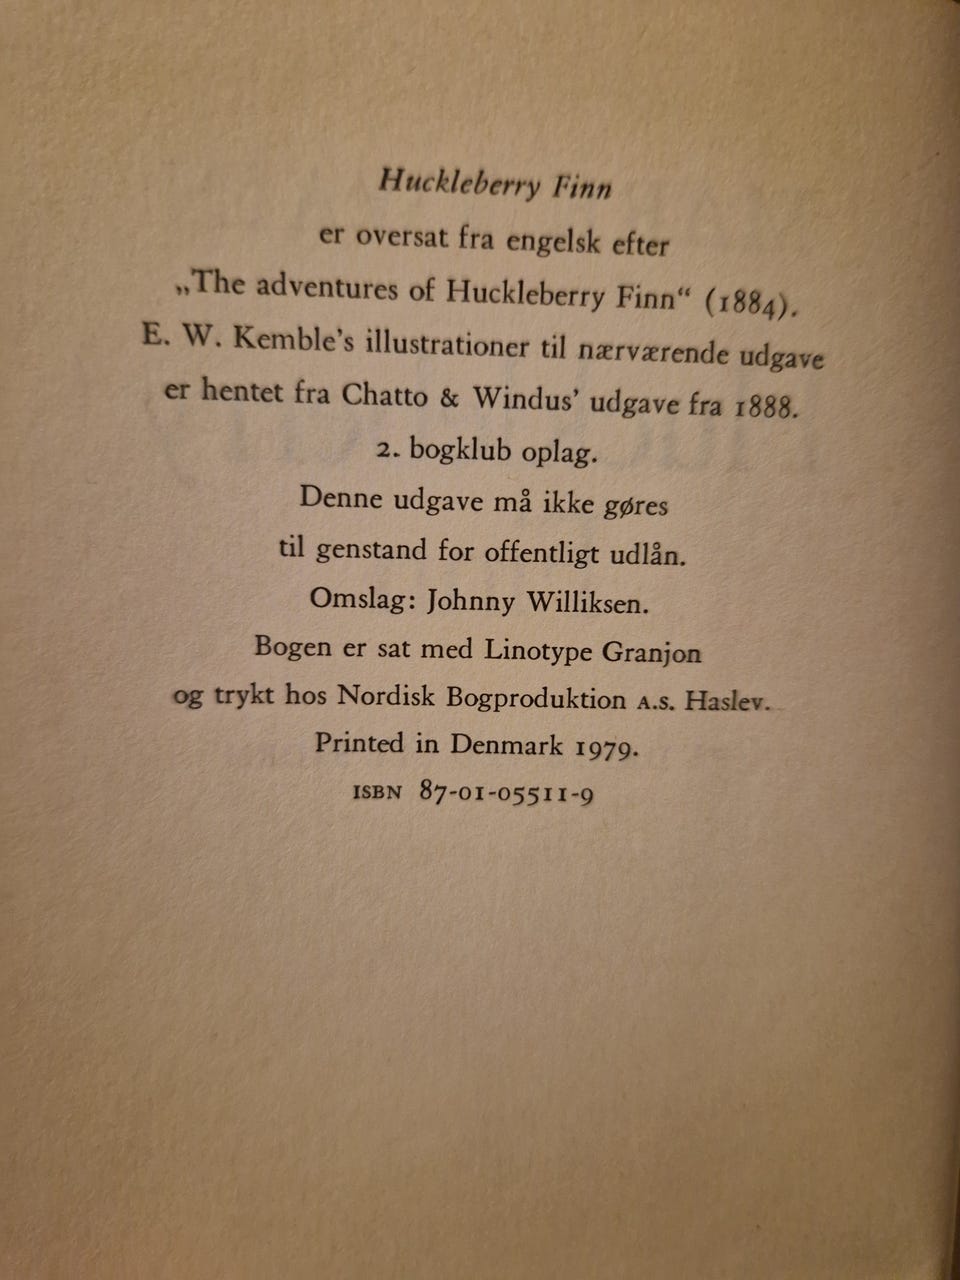 Huckleberry Finn
er oversat fra engelsk efter
„The adventures of Huckleberry Finn“ (1884).
E. W. Kemble's illustrationer til nærværende udgave
er hentet fra Chatto & Windus' udgave fra 1888.
2. bogklub oplag.
Denne udgave må ikke gøres
til genstand for offentligt udlån.
Omslag: Johnny Williksen.
Bogen er sat med Linotype Granjon
og trykt hos Nordisk Bogproduktion A.S. Haslev.
Printed in Denmark 1979.
ISBN 87-01-05511-9